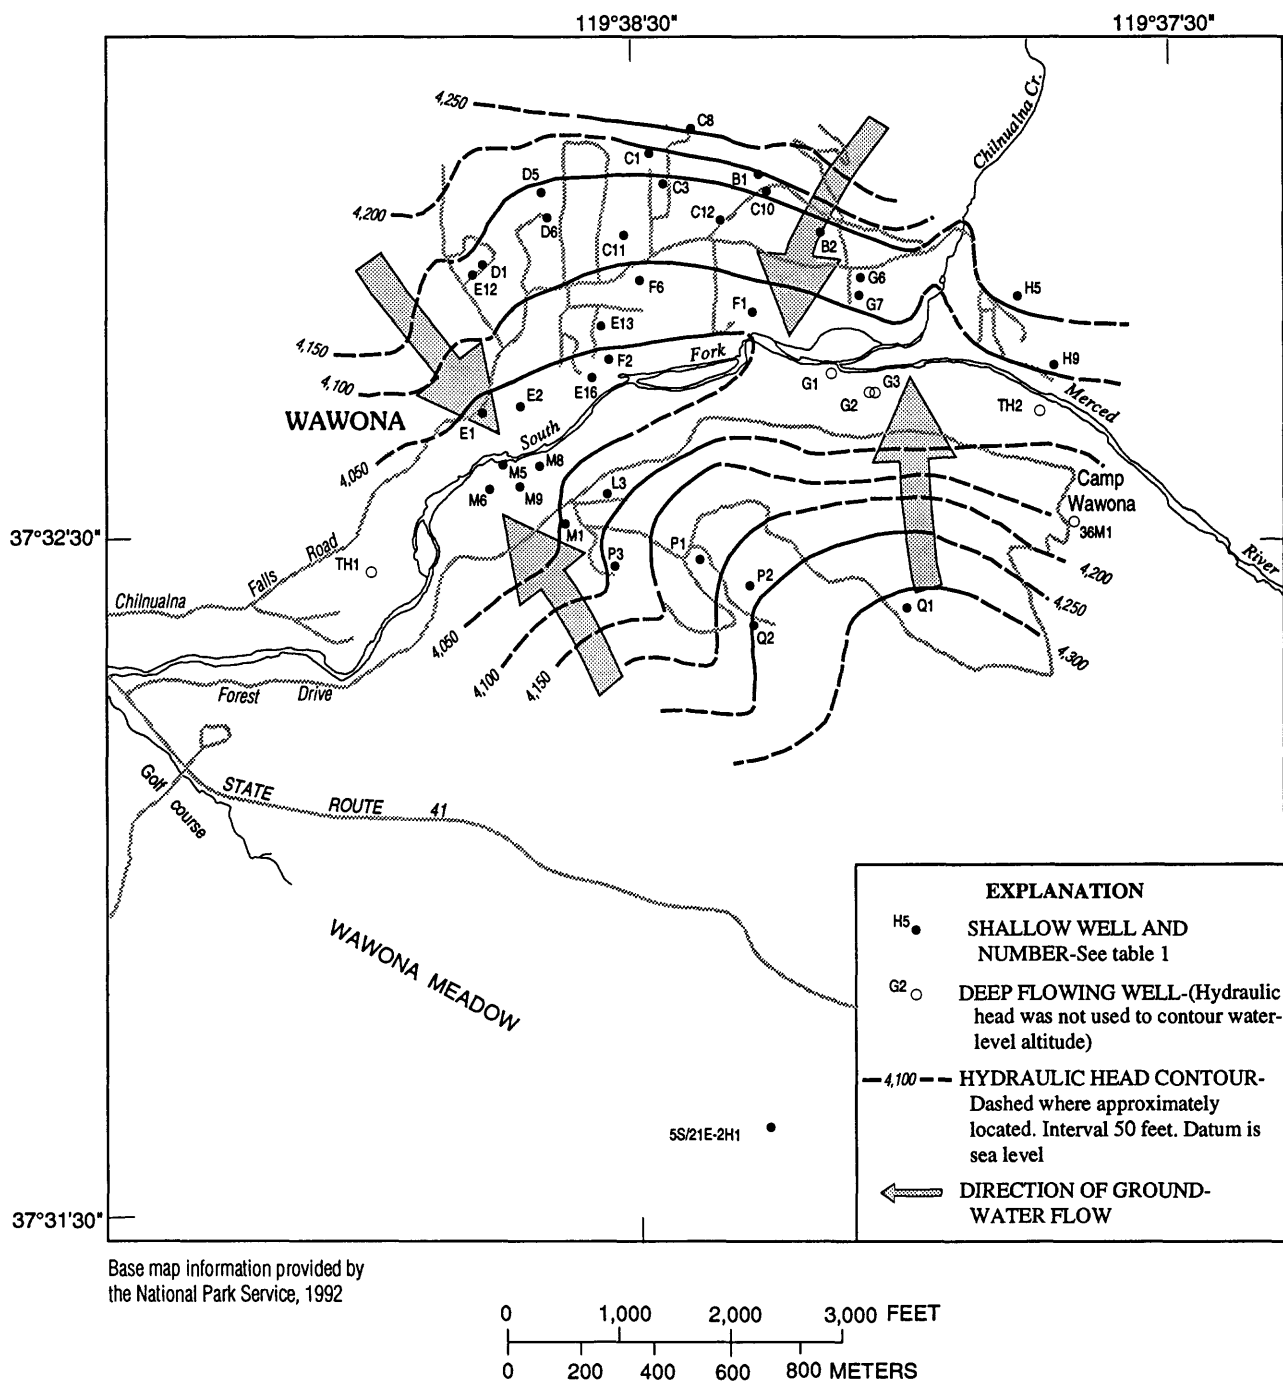 119°38'30"
119°37'30"
4,250
C8
Chilnualna Cr.
C1
B1
D5
C3
C10
4,200
C12
D6
B2
C11
D1
E12
G6
H5
F6
G7
F1
E13
4,150
Fork
F2
H9
4,100
G1
G3
E16
G2
Merced
WAWONA
E2
TH2
E1
South
4,050
M5
M8
Camp
Wawona
M6
M9
L3
37°32'30"
M1
36M1
Road
P1
River
Falls
TH1
P3
4,200
P2
Chilnualna
Q1
4,250
4,050
Q2
4,300
4,100
4,150
Forest Drive
Golf
course
STATE ROUTE 41
WAWONA MEADOW
5S/21E-2H1
37°31'30"
EXPLANATION
H5
SHALLOW WELL AND
NUMBER-See table 1
G2
DEEP FLOWING WELL-(Hydraulic
head was not used to contour water-
level altitude)
4,100
HYDRAULIC HEAD CONTOUR-
Dashed where approximately
located. Interval 50 feet. Datum is
sea level
DIRECTION OF GROUND-
WATER FLOW
Base map information provided by
the National Park Service, 1992
0 1,000 2,000 3,000 FEET
0 200 400 600 800 METERS